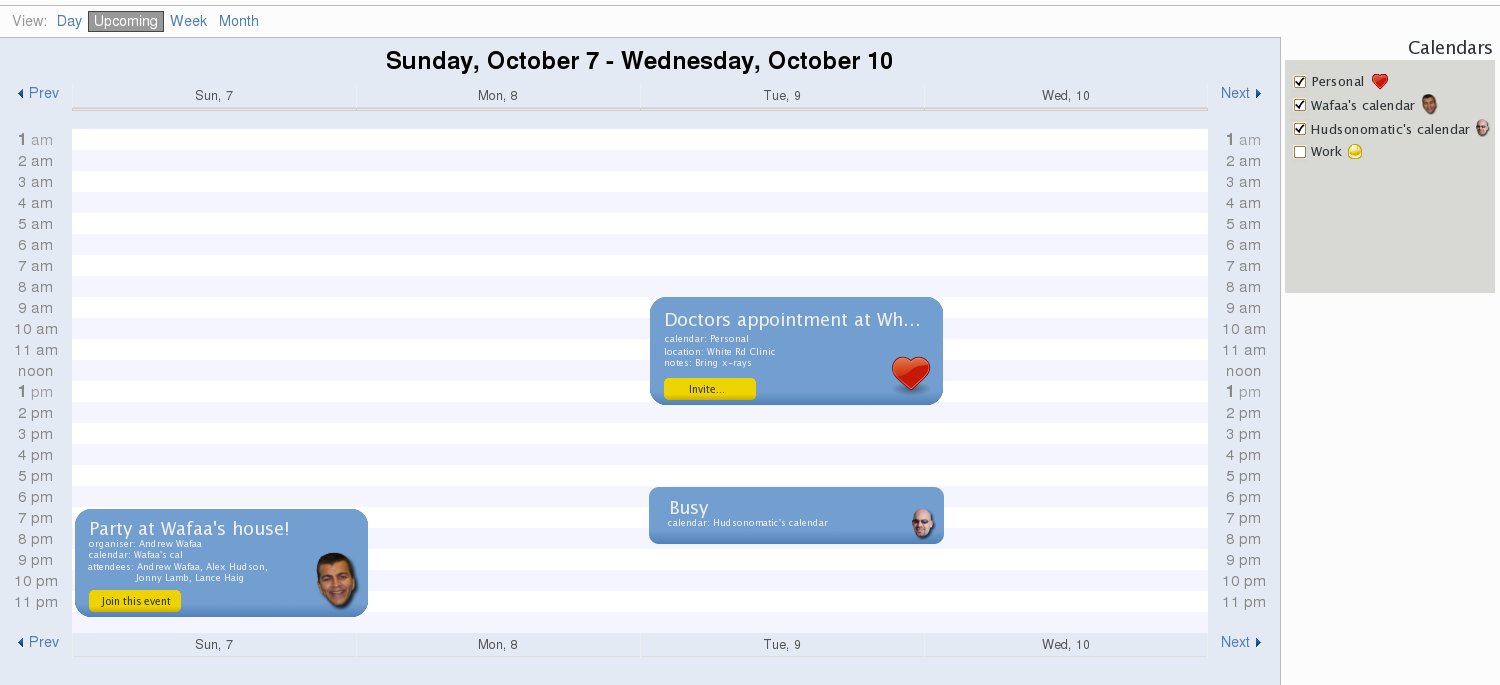 View: Day Upcoming Week Month
Sunday, October 7 - Wednesday, October 10
Calendars
Prev Sun, 7 Mon, 8 Tue, 9 Wed, 10 Next
Personal
Wafaa's calendar
Hudsonomatic's calendar
Work
1 am 1 am
2 am 2 am
3 am 3 am
4 am 4 am
5 am 5 am
6 am 6 am
7 am 7 am
8 am 8 am
9 am 9 am
10 am 10 am
11 am 11 am
noon noon
1 pm 1 pm
2 pm 2 pm
3 pm 3 pm
4 pm 4 pm
5 pm 5 pm
6 pm 6 pm
7 pm 7 pm
8 pm 8 pm
9 pm 9 pm
10 pm 10 pm
11 pm 11 pm
Doctors appointment at Wh...
calendar: Personal
location: White Rd Clinic
notes: Bring x-rays
Invite...
Busy
calendar: Hudsonomatic's calendar
Party at Wafaa's house!
organiser: Andrew Wafaa
calendar: Wafaa's cal
attendees: Andrew Wafaa, Alex Hudson,
Jonny Lamb, Lance Haig
Join this event
Prev Sun, 7 Mon, 8 Tue, 9 Wed, 10 Next